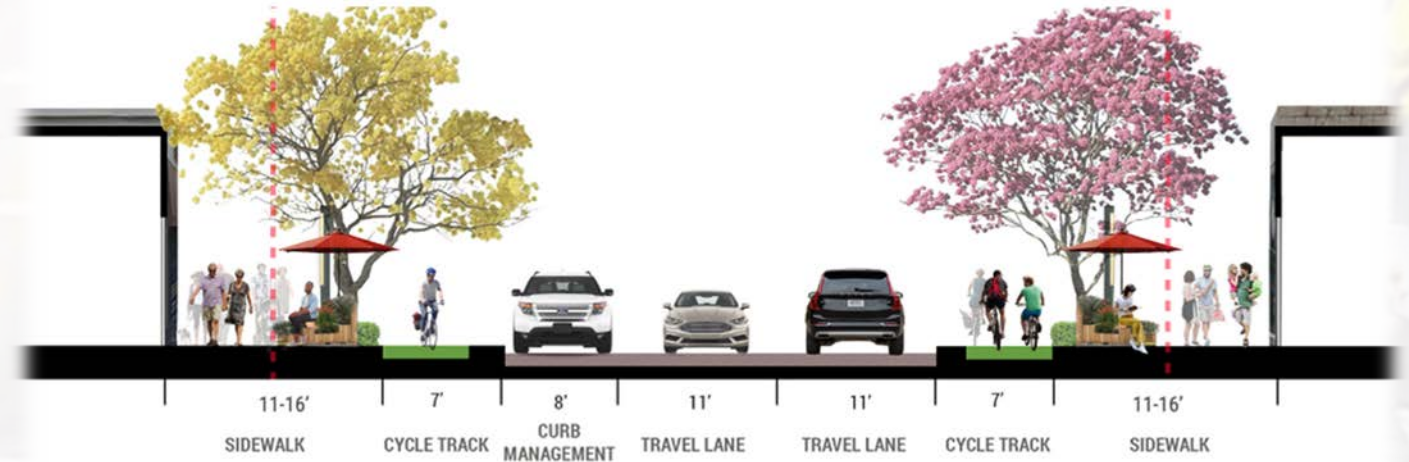 11-16’ 7’ 8’ 11’ 11’ 7’ 11-16’
SIDEWALK CYCLE TRACK CURB MANAGEMENT TRAVEL LANE TRAVEL LANE CYCLE TRACK SIDEWALK